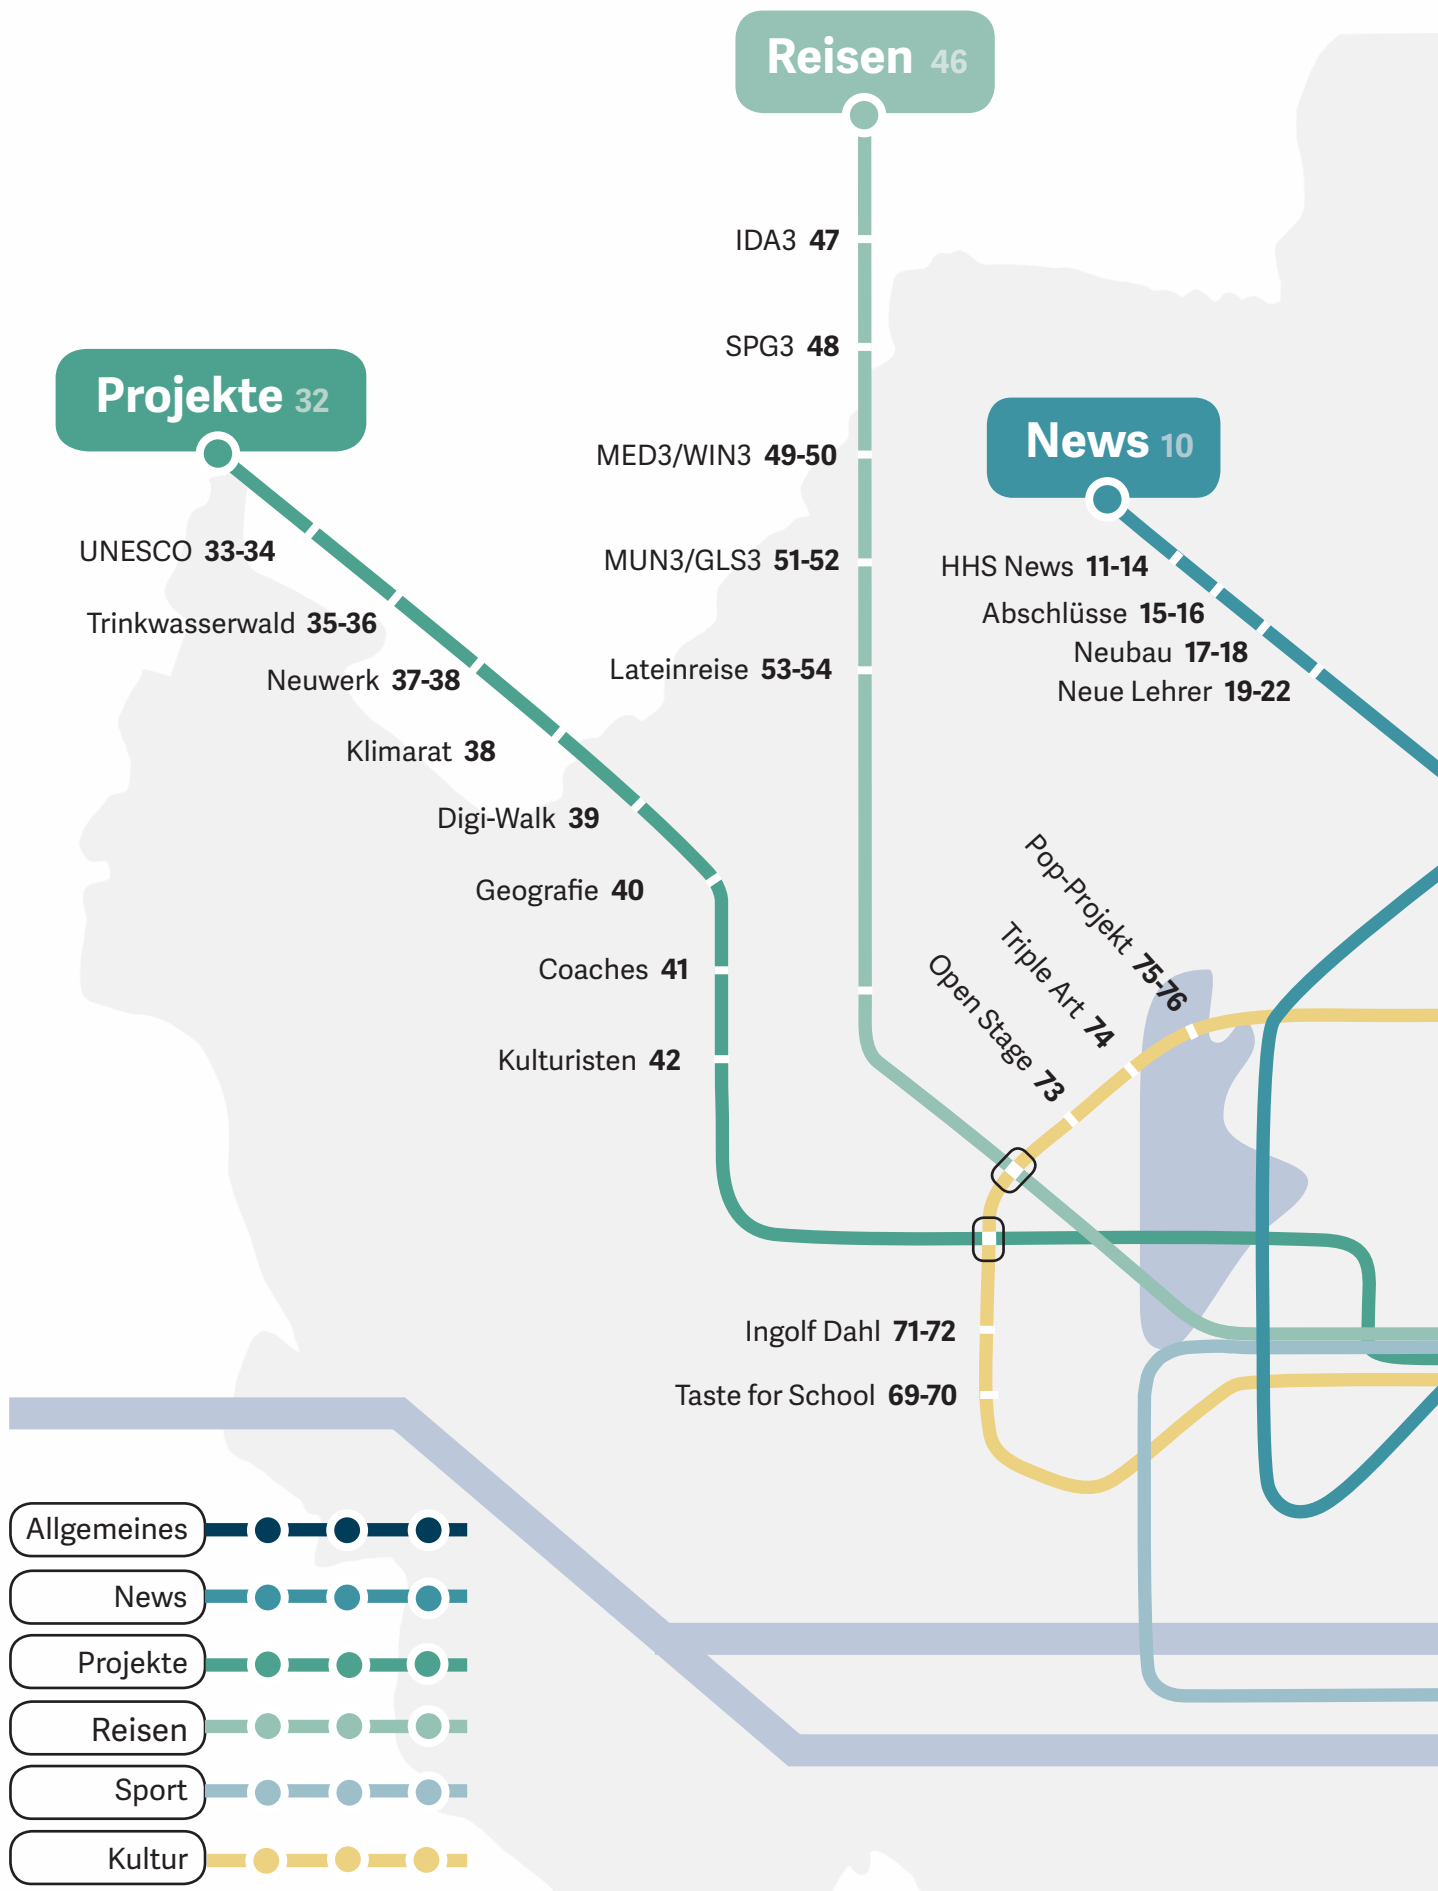 Reisen 46
IDA3 47
SPG3 48
MED3/WIN3 49-50
MUN3/GLS3 51-52
Lateinreise 53-54
Projekte 32
UNESCO 33-34
Trinkwasserwald 35-36
Neuwerk 37-38
Klimarat 38
Digi-Walk 39
Geografie 40
Coaches 41
Kulturisten 42
News 10
HHS News 11-14
Abschlüsse 15-16
Neubau 17-18
Neue Lehrer 19-22
Pop-Projekt 75-76
Triple Art 74
Open Stage 73
Ingolf Dahl 71-72
Taste for School 69-70
Allgemeines
News
Projekte
Reisen
Sport
Kultur